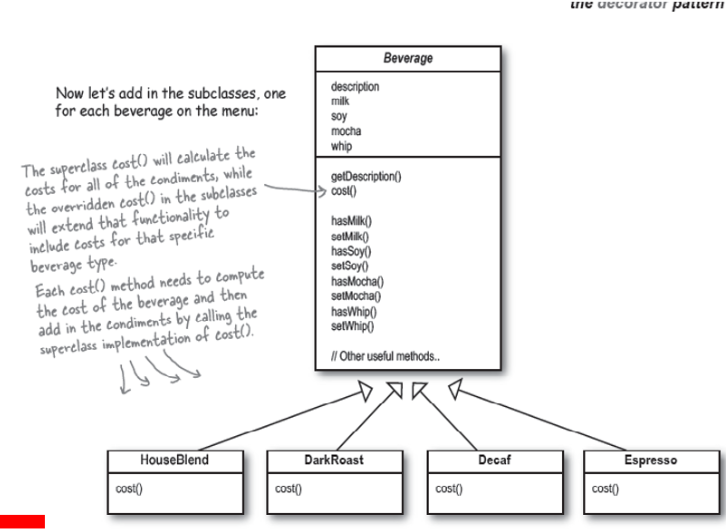 the decorator pattern
Now let's add in the subclasses, one
for each beverage on the menu:
The superclass cost() will calculate the
costs for all of the condiments, while
the overridden cost() in the subclasses
will extend that functionality to
include costs for that specific
beverage type.
Each cost() method needs to compute
the cost of the beverage and then
add in the condiments by calling the
superclass implementation of cost().
Beverage
description
milk
soy
mocha
whip
getDescription()
cost()
hasMilk()
setMilk()
hasSoy()
setSoy()
hasMocha()
setMocha()
hasWhip()
setWhip()
// Other useful methods..
HouseBlend
cost()
DarkRoast
cost()
Decaf
cost()
Espresso
cost()